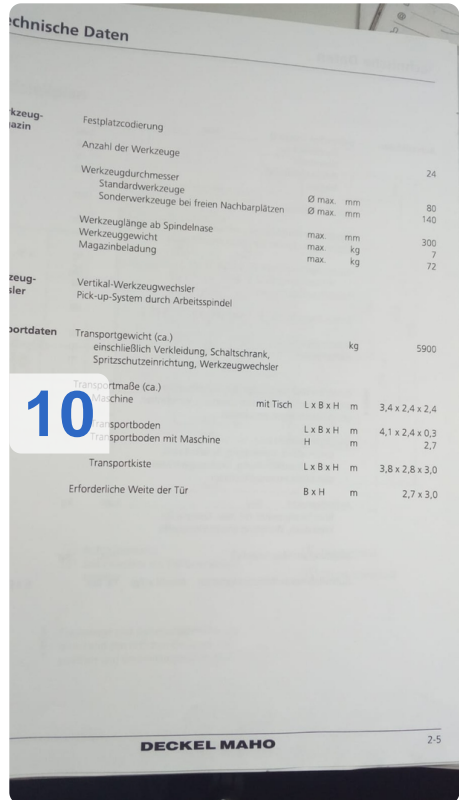 echnische Daten
kzeug-
azin
Festplatzcodierung
Anzahl der Werkzeuge 24
Werkzeugdurchmesser
Standardwerkzeuge Ø max. mm 80
Sonderwerkzeuge bei freien Nachbarplätzen Ø max. mm 140
Werkzeuglänge ab Spindelnase max. mm 300
Werkzeuggewicht max. kg 7
Magazinbeladung max. kg 72
zeug-
sler
Vertikal-Werkzeugwechsler
Pick-up-System durch Arbeitsspindel
portdaten Transportgewicht (ca.) kg 5900
einschließlich Verkleidung, Schaltschrank,
Spritzschutzeinrichtung, Werkzeugwechsler
Transportmaße (ca.)
Maschine mit Tisch L x B x H m 3,4 x 2,4 x 2,4
10
Transportboden L x B x H m 4,1 x 2,4 x 0,3
Transportboden mit Maschine H m 2,7
Transportkiste L x B x H m 3,8 x 2,8 x 3,0
Erforderliche Weite der Tür B x H m 2,7 x 3,0
DECKEL MAHO
2-5